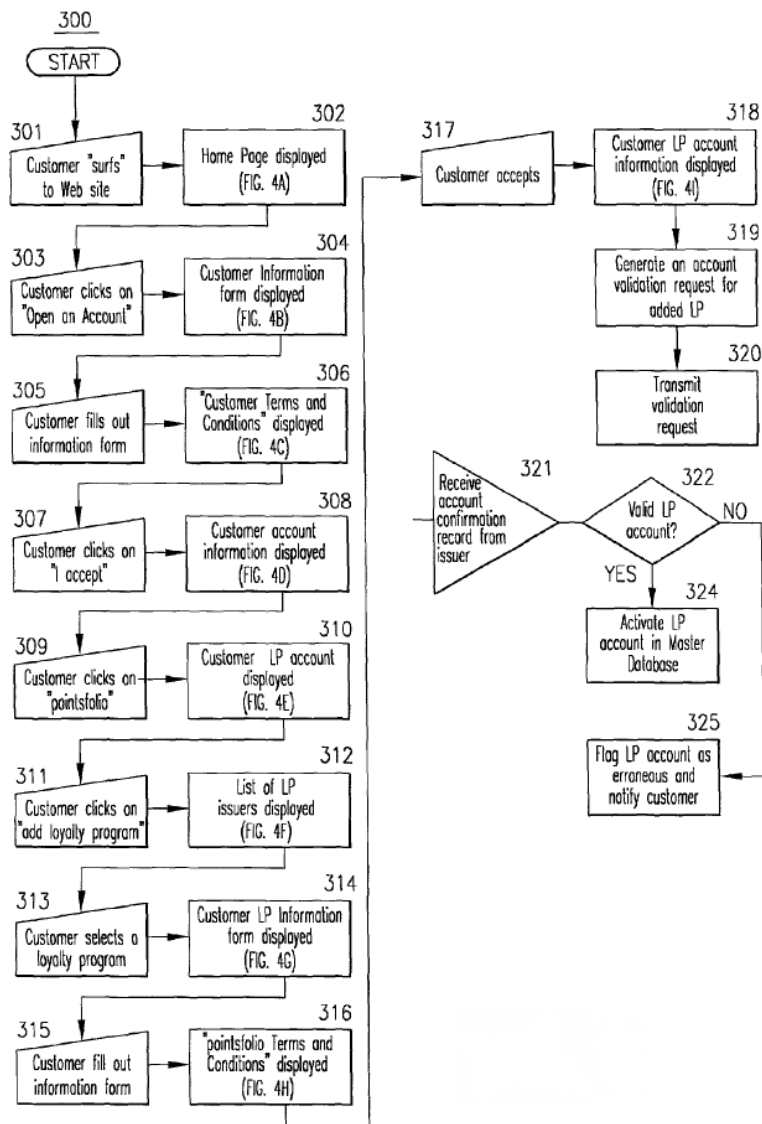 300
START
301
Customer "surfs"
to Web site
302
Home Page displayed
(FIG. 4A)
303
Customer clicks on
"Open an Account"
304
Customer Information
form displayed
(FIG. 4B)
305
Customer fills out
information form
306
"Customer Terms and
Conditions" displayed
(FIG. 4C)
307
Customer clicks on
"I accept"
308
Customer account
information displayed
(FIG. 4D)
309
Customer clicks on
"pointsfolio"
310
Customer LP account
displayed
(FIG. 4E)
311
Customer clicks on
"add loyalty program"
312
List of LP
issuers displayed
(FIG. 4F)
313
Customer selects a
loyalty program
314
Customer LP Information
form displayed
(FIG. 4G)
315
Customer fill out
information form
316
"pointsfolio Terms and
Conditions" displayed
(FIG. 4H)
317
Customer accepts
318
Customer LP account
information displayed
(FIG. 4I)
319
Generate an account
validation request for
added LP
320
Transmit
validation
request
321
Receive
account
confirmation
record from
issuer
322
Valid LP
account?
NO
YES
324
Activate LP
account in Master
Database
325
Flag LP account as
erroneous and
notify customer